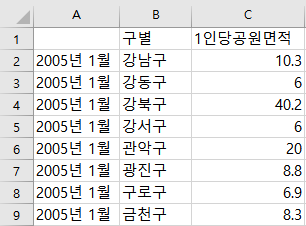 A B C
1 구별 1인당공원면적
2 2005년 1월 강남구 10.3
3 2005년 1월 강동구 6
4 2005년 1월 강북구 40.2
5 2005년 1월 강서구 6
6 2005년 1월 관악구 20
7 2005년 1월 광진구 8.8
8 2005년 1월 구로구 6.9
9 2005년 1월 금천구 8.3